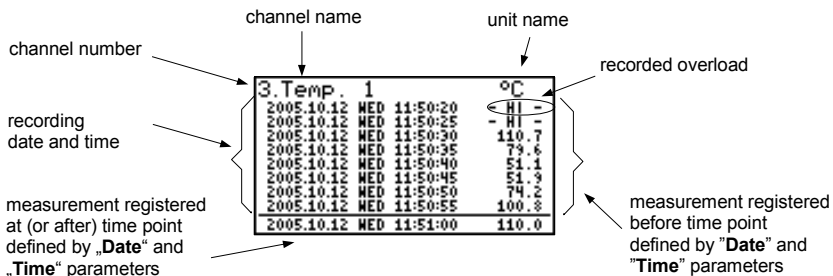 channel name
unit name
channel number
recorded overload
3.Temp. 1 °C
2005.10.12 WED 11:50:20 - HI -
2005.10.12 WED 11:50:25 - HI -
2005.10.12 WED 11:50:30 110.7
2005.10.12 WED 11:50:35 79.6
2005.10.12 WED 11:50:40 51.1
2005.10.12 WED 11:50:45 51.9
2005.10.12 WED 11:50:50 74.2
2005.10.12 WED 11:50:55 100.8
2005.10.12 WED 11:51:00 110.0
recording
date and time
measurement registered
at (or after) time point
defined by „Date“ and
„Time“ parameters
measurement registered
before time point
defined by ”Date” and
”Time” parameters